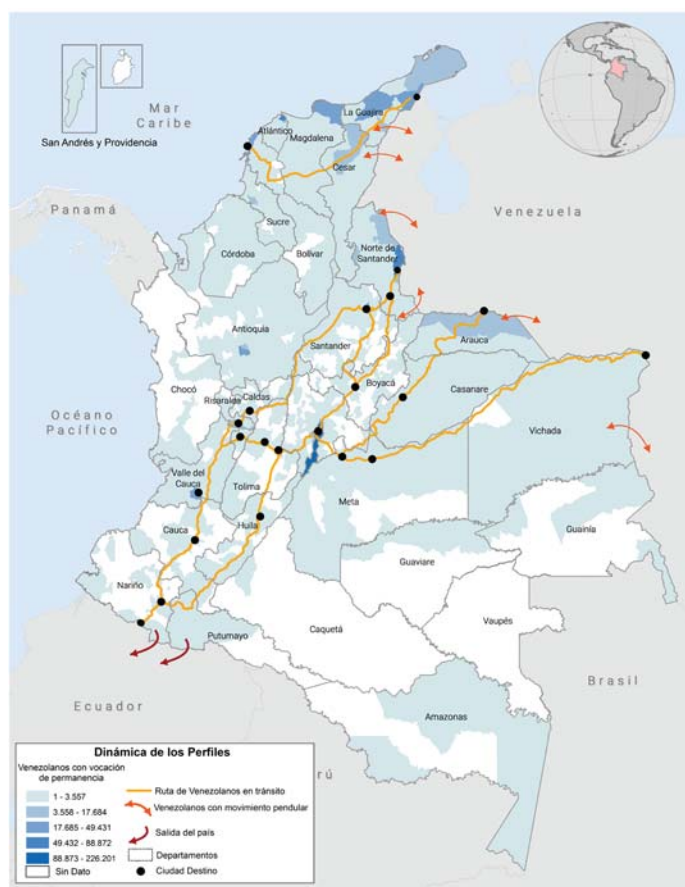 Mar
Caribe
San Andrés y Providencia
La Guajira
Atlántico
Magdalena
Cesar
Panamá
Venezuela
Sucre
Bolívar
Córdoba
Norte de
Santander
Antioquia
Santander
Arauca
Chocó
Boyacá
Casanare
Caldas
Risaralda
Océano
Pacífico
Vichada
Valle del
Cauca
Tolima
Meta
Huila
Cauca
Guainía
Guaviare
Nariño
Caquetá
Vaupés
Putumayo
Brasil
Ecuador
Amazonas
rú
Dinámica de los Perfiles
Venezolanos con vocación
de permanencia
1 - 3.557
3.558 - 17.684
17.685 - 49.431
49.432 - 88.872
88.873 - 226.201
Sin Dato
Ruta de Venezolanos en tránsito
Venezolanos con movimiento pendular
Salida del país
Departamentos
Ciudad Destino